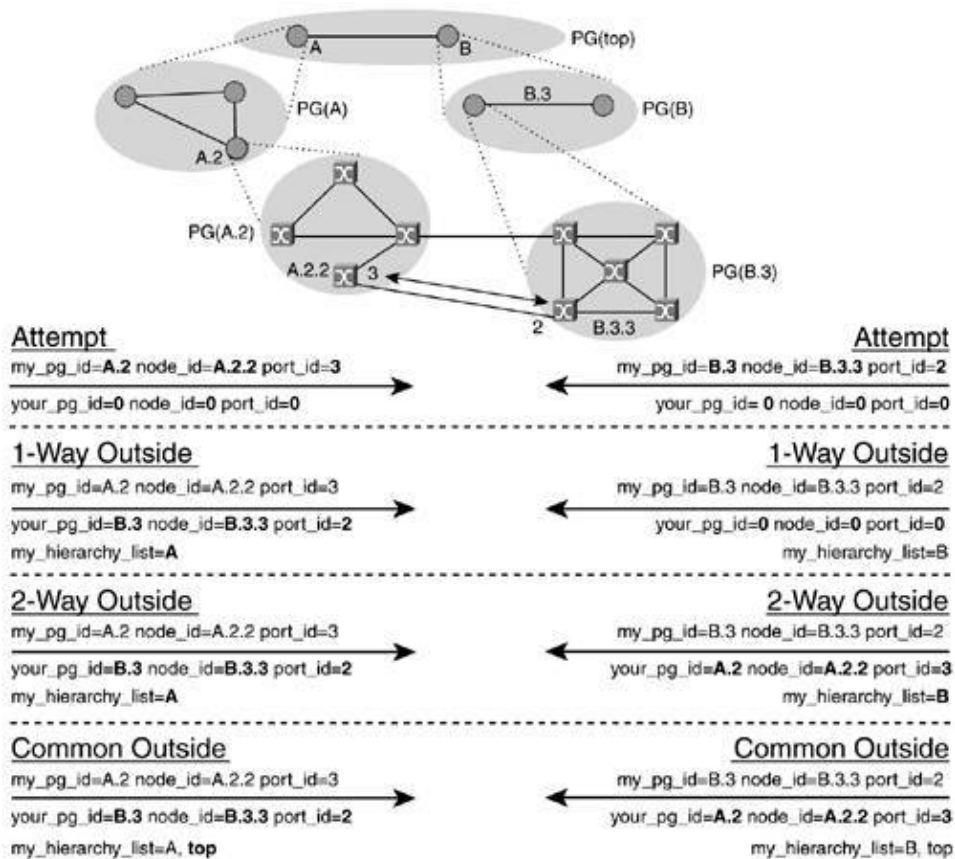 A
B
PG(top)
B.3
PG(A)
PG(B)
A.2
PG(A.2)
A.2.2
3
PG(B.3)
2
B.3.3
Attempt
my_pg_id=A.2 node_id=A.2.2 port_id=3
your_pg_id=0 node_id=0 port_id=0
Attempt
my_pg_id=B.3 node_id=B.3.3 port_id=2
your_pg_id= 0 node_id=0 port_id=0
1-Way Outside
my_pg_id=A.2 node_id=A.2.2 port_id=3
your_pg_id=B.3 node_id=B.3.3 port_id=2
my_hierarchy_list=A
1-Way Outside
my_pg_id=B.3 node_id=B.3.3 port_id=2
your_pg_id=0 node_id=0 port_id=0
my_hierarchy_list=B
2-Way Outside
my_pg_id=A.2 node_id=A.2.2 port_id=3
your_pg_id=B.3 node_id=B.3.3 port_id=2
my_hierarchy_list=A
2-Way Outside
my_pg_id=B.3 node_id=B.3.3 port_id=2
your_pg_id=A.2 node_id=A.2.2 port_id=3
my_hierarchy_list=B
Common Outside
my_pg_id=A.2 node_id=A.2.2 port_id=3
your_pg_id=B.3 node_id=B.3.3 port_id=2
my_hierarchy_list=A, top
Common Outside
my_pg_id=B.3 node_id=B.3.3 port_id=2
your_pg_id=A.2 node_id=A.2.2 port_id=3
my_hierarchy_list=B, top